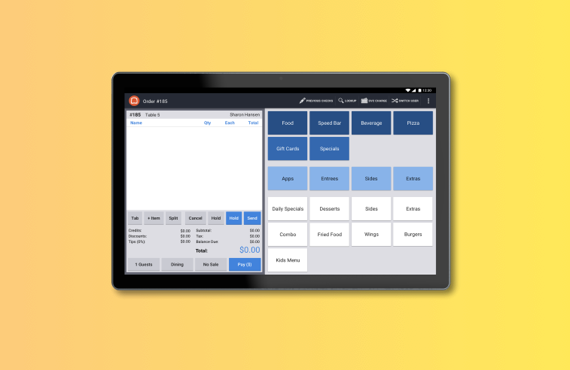 12:30
Order #185
PREVIOUS ORDERS LOOKUP PAY/CHARGE SWITCH USER
#185 Table 5 Sharon Hansen
Name Qty Each Total
Tab + Item Split Cancel Hold Held Send
Credits: $0.00 Subtotal: $0.00
Discounts: $0.00 Tax: $0.00
Tips (0%): $0.00 Balance Due: $0.00
Total: $0.00
1 Guests Dining No Sale Pay ($)
Food Speed Bar Beverage Pizza
Gift Cards Specials
Apps Entrees Sides Extras
Daily Specials Desserts Sides Extras
Combo Fried Food Wings Burgers
Kids Menu